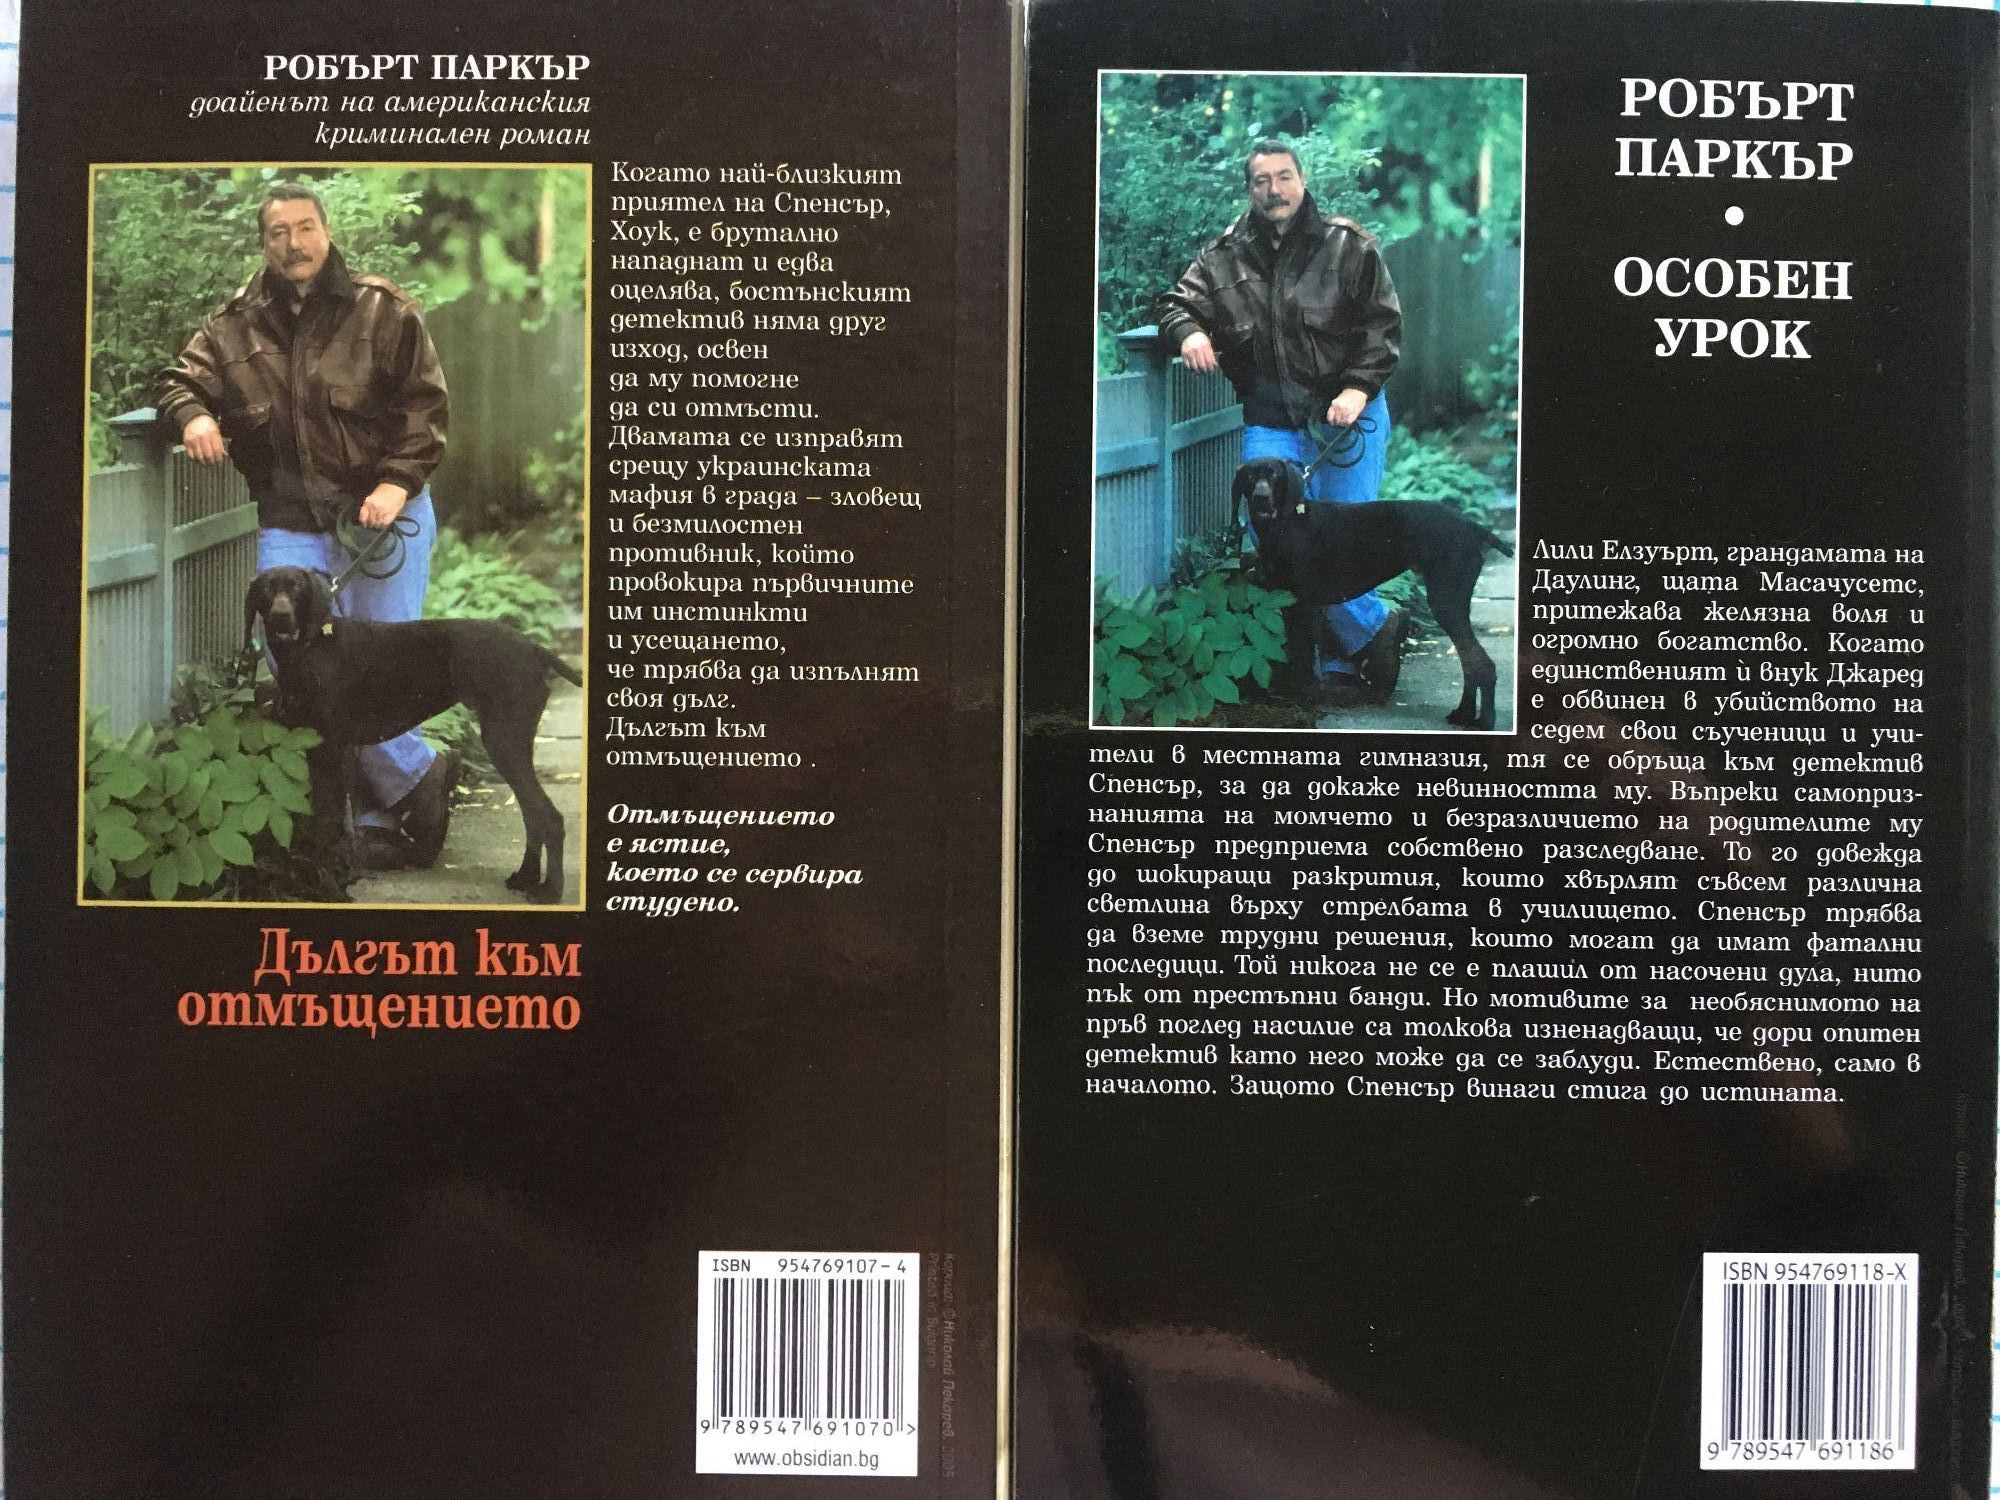 РОБЪРТ ПАРКЪР
доайенът на американския
криминален роман
Когато най-близкият
приятел на Спенсър,
Хоук, е брутално
нападнат и едва
оцелява, бостънският
детектив няма друг
изход, освен
да му помогне
да си отмъсти.
Двамата се изправят
срещу украинската
мафия в града – зловещ
и безмилостен
противник, който
провокира първичните
им инстинкти
и усещането,
че трябва да изпълнят
своя дълг.
Дългът към
отмъщението .
Отмъщението
е ястие,
което се сервира
студено.
Дългът към
отмъщението
ISBN 954769107-4
9 789547 691070 >
www.obsidian.bg
Корица: © Николай Пекарев, 2005
Printed in Bulgaria
РОБЪРТ
ПАРКЪР
•
ОСОБЕН
УРОК
Лили Елзуърт, грандамата на
Даулинг, щата Масачусетс,
притежава желязна воля и
огромно богатство. Когато
единственият ѝ внук Джаред
е обвинен в убийството на
седем свои съученици и учи-
тели в местната гимназия, тя се обръща към детектив
Спенсър, за да докаже невинността му. Въпреки самоприз-
нанията на момчето и безразличието на родителите му
Спенсър предприема собствено разследване. То го довежда
до шокиращи разкрития, които хвърлят съвсем различна
светлина върху стрелбата в училището. Спенсър трябва
да вземе трудни решения, които могат да имат фатални
последици. Той никога не се е плашил от насочени дула, нито
пък от престъпни банди. Но мотивите за необяснимото на
пръв поглед насилие са толкова изненадващи, че дори опитен
детектив като него може да се заблуди. Естествено, само в
началото. Защото Спенсър винаги стига до истината.
ISBN 954769118-X
9 789547 691186